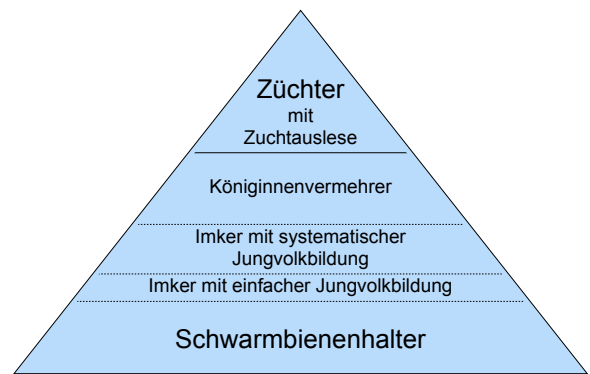 Züchter
mit
Zuchtauslese
Königinnenvermehrer
Imker mit systematischer
Jungvolkbildung
Imker mit einfacher Jungvolkbildung
Schwarmbienenhalter